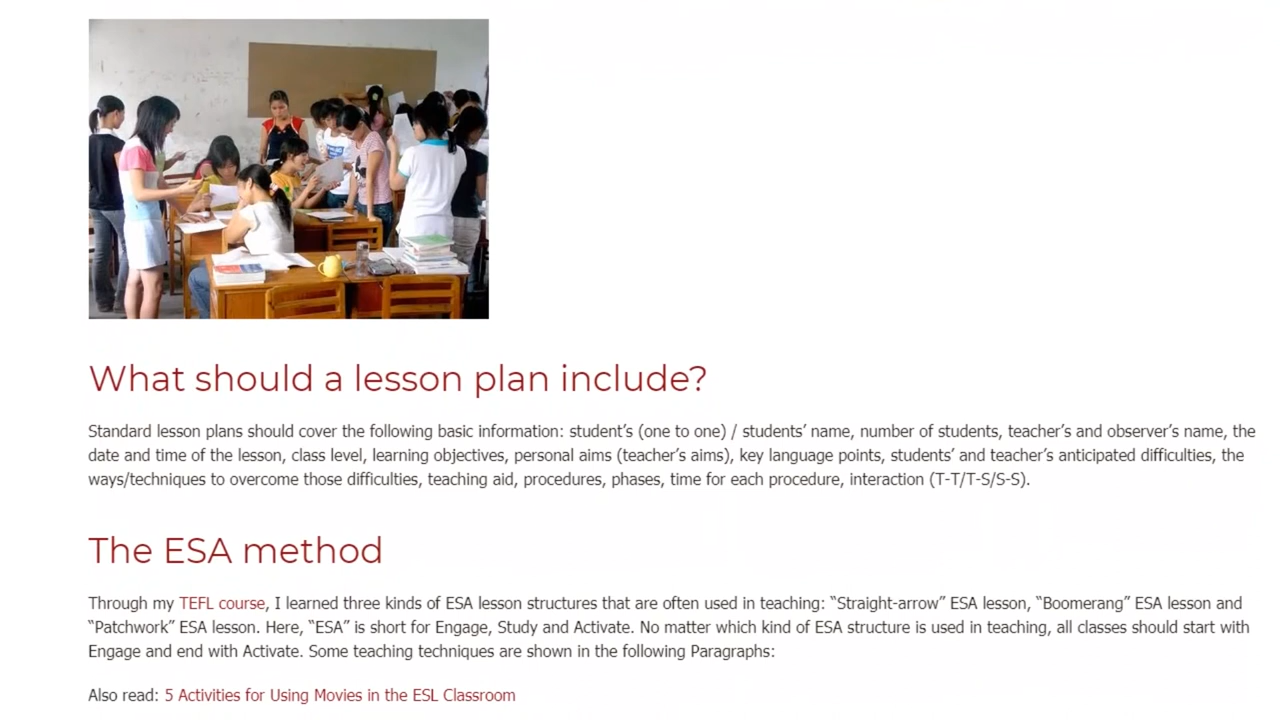 What should a lesson plan include?
Standard lesson plans should cover the following basic information: student’s (one to one) / students’ name, number of students, teacher’s and observer’s name, the
date and time of the lesson, class level, learning objectives, personal aims (teacher’s aims), key language points, students’ and teacher’s anticipated difficulties, the
ways/techniques to overcome those difficulties, teaching aid, procedures, phases, time for each procedure, interaction (T-T/T-S/S-S).
The ESA method
Through my TEFL course, I learned three kinds of ESA lesson structures that are often used in teaching: “Straight-arrow” ESA lesson, “Boomerang” ESA lesson and
“Patchwork” ESA lesson. Here, “ESA” is short for Engage, Study and Activate. No matter which kind of ESA structure is used in teaching, all classes should start with
Engage and end with Activate. Some teaching techniques are shown in the following Paragraphs:
Also read: 5 Activities for Using Movies in the ESL Classroom